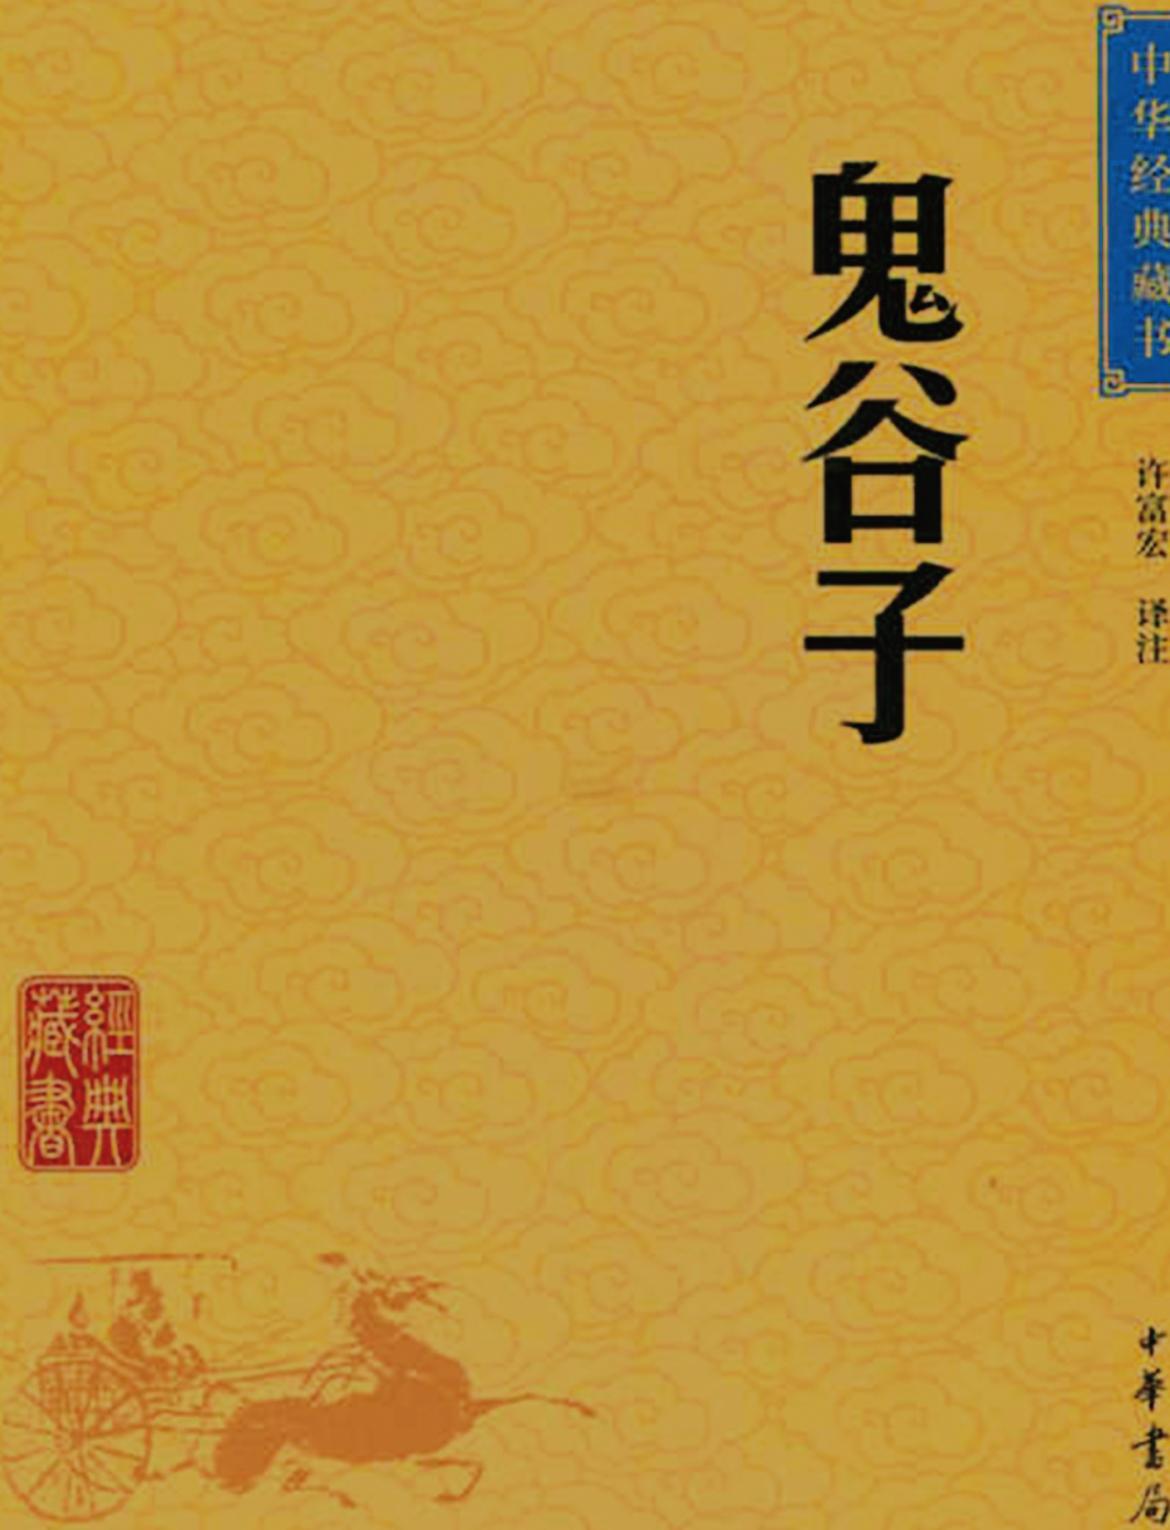 中华经典藏书
许富宏 译注
鬼谷子
經典
藏書
中華書局